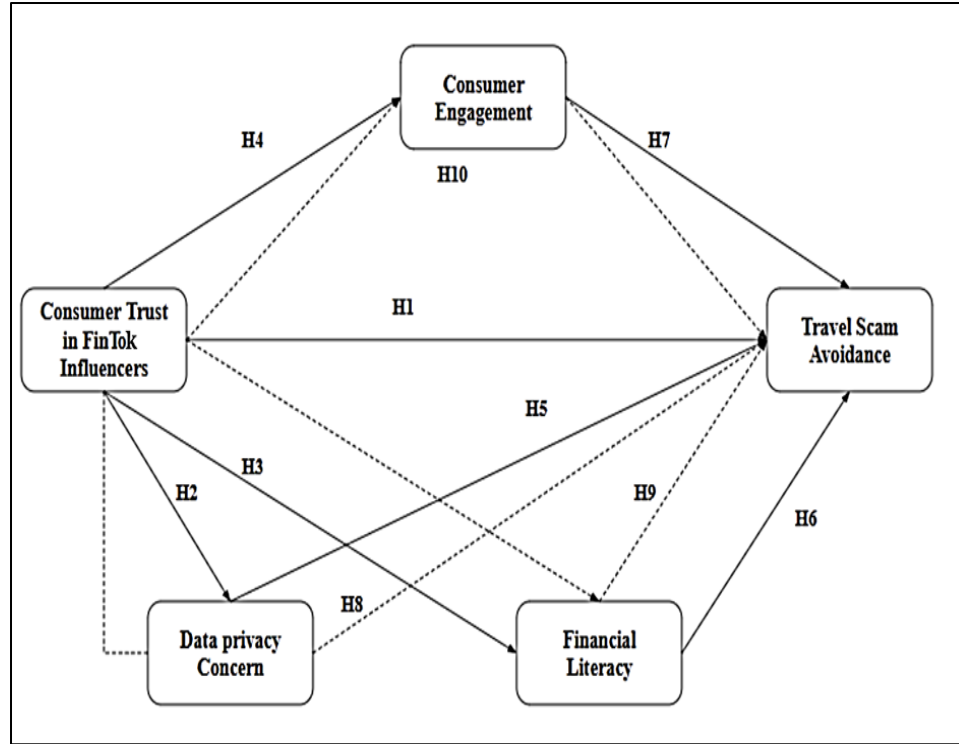 Consumer
Engagement
H4
H7
H10
Consumer Trust
in FinTok
Influencers
H1
Travel Scam
Avoidance
H5
H3
H2
H9
H6
H8
Data privacy
Concern
Financial
Literacy